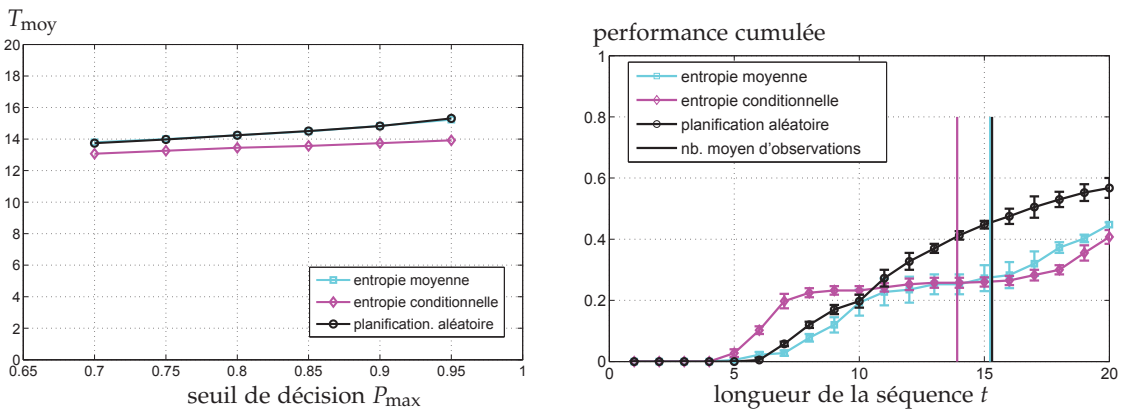 T_moy
20
18
16
14
12
10
8
6
4
2
0
0.65 0.7 0.75 0.8 0.85 0.9 0.95 1
entropie moyenne
entropie conditionnelle
planification. aléatoire
seuil de décision P_max
performance cumulée
1
0.8
0.6
0.4
0.2
0
0 5 10 15 20
entropie moyenne
entropie conditionnelle
planification aléatoire
nb. moyen d'observations
longueur de la séquence t